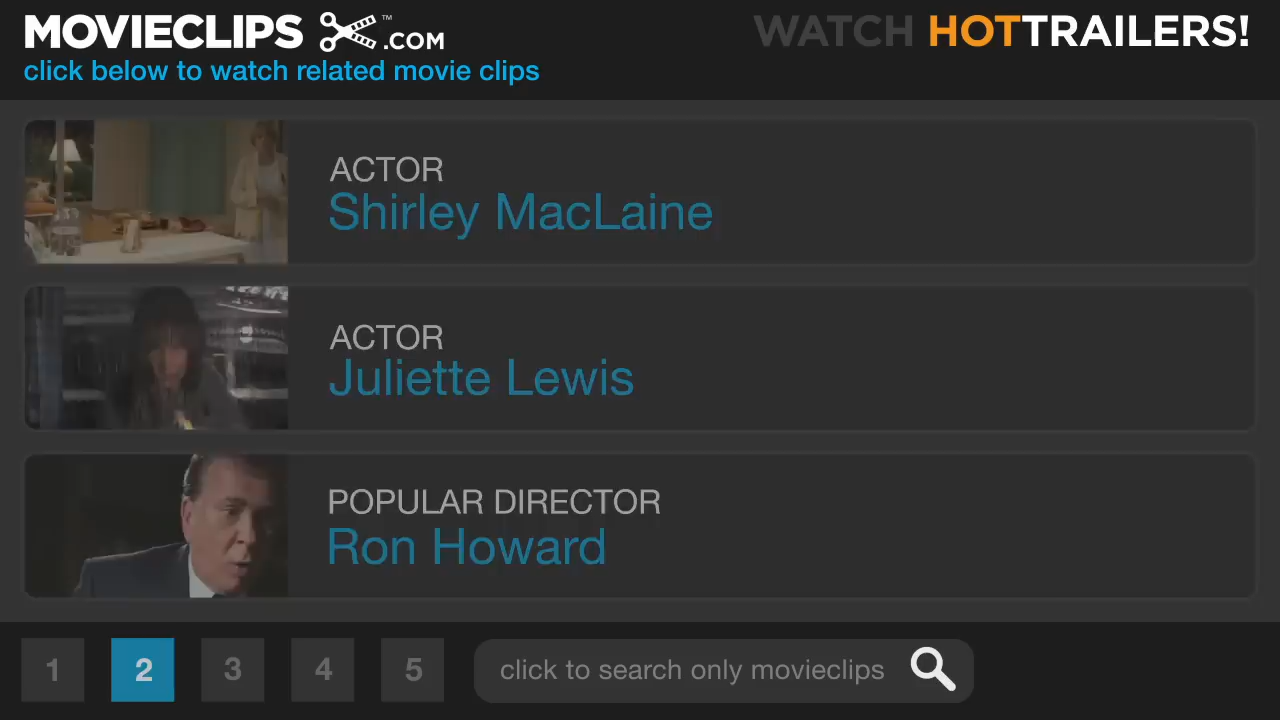 MOVIECLIPS ™.COM
WATCH HOTTRAILERS!
click below to watch related movie clips
ACTOR
Shirley MacLaine
ACTOR
Juliette Lewis
POPULAR DIRECTOR
Ron Howard
1 2 3 4 5
click to search only movieclips